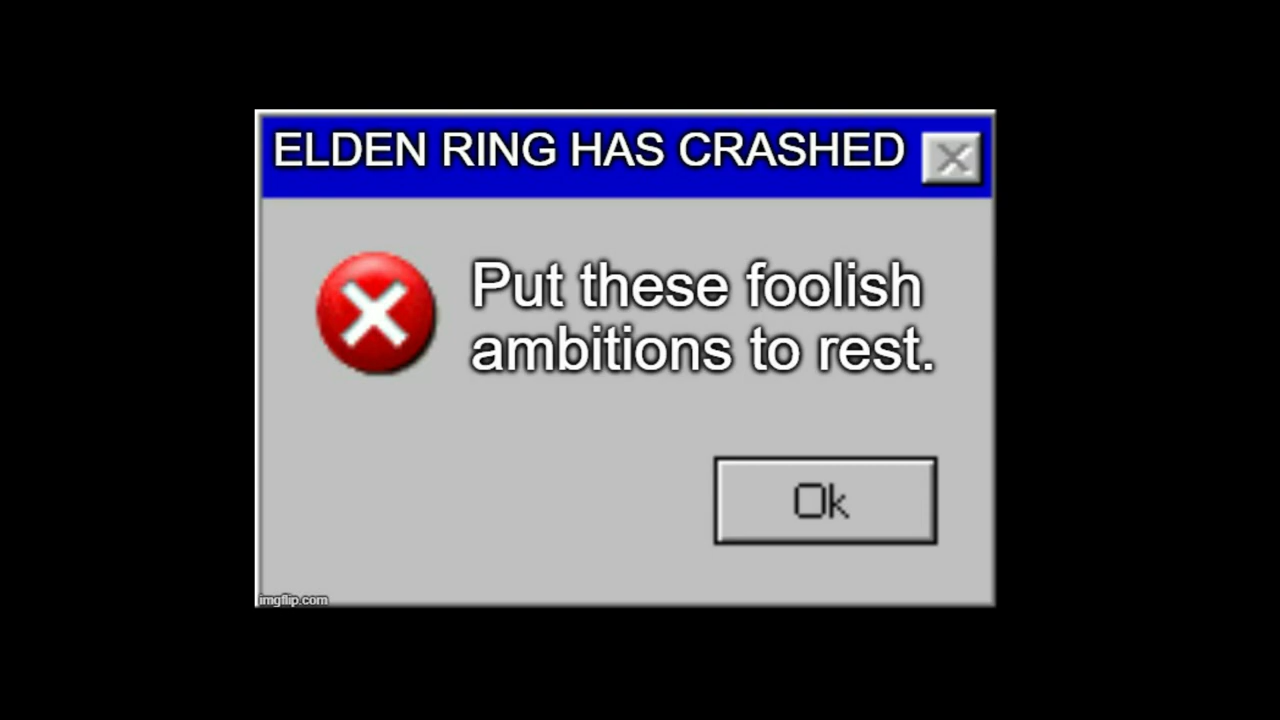 ELDEN RING HAS CRASHED
Put these foolish
ambitions to rest.
Ok
imgflip.com